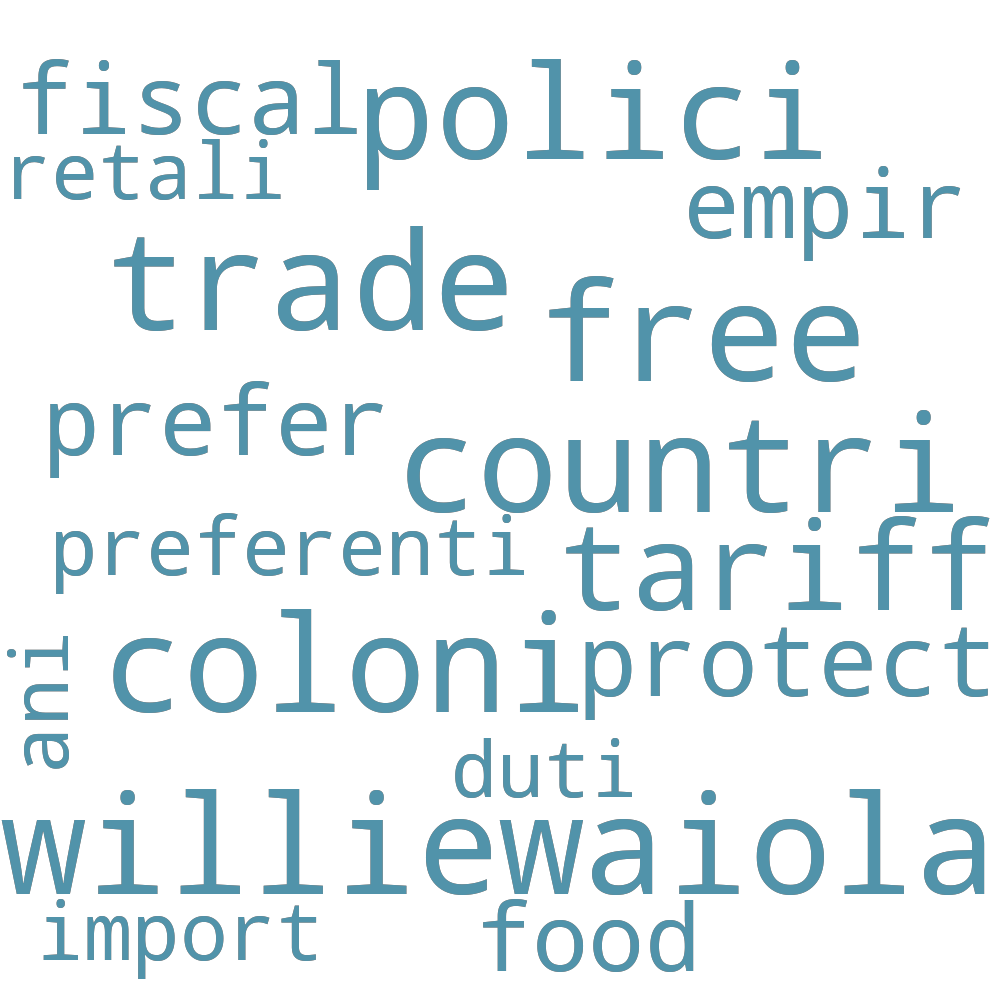 fiscal polici
retali
empir
trade free
prefer
countri
preferenti tariff
coloni protect
ani
duti
williewaiola
import food